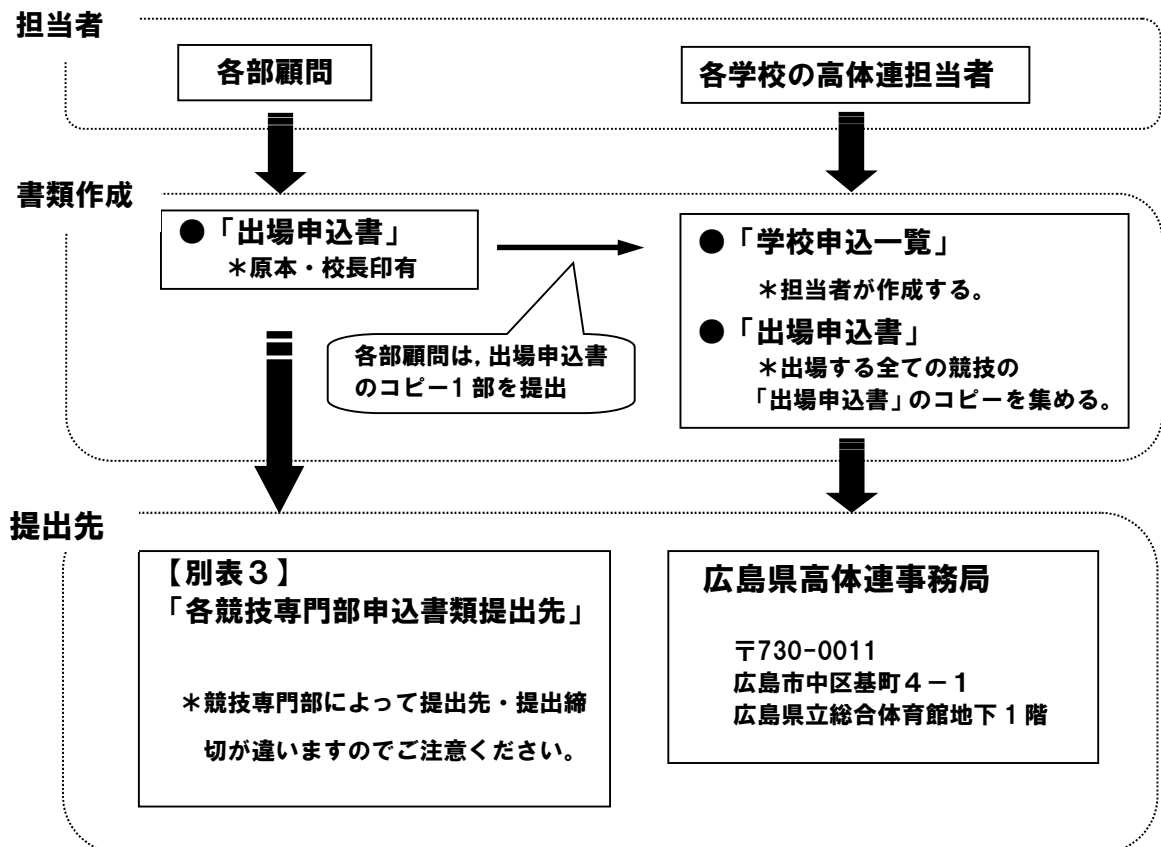 担当者
各部顧問
各学校の高体連担当者
書類作成
●「出場申込書」
＊原本・校長印有
各部顧問は，出場申込書
のコピー1部を提出
●「学校申込一覧」
＊担当者が作成する。
●「出場申込書」
＊出場する全ての競技の
「出場申込書」のコピーを集める。
提出先
【別表３】
「各競技専門部申込書類提出先」
＊競技専門部によって提出先・提出締
切が違いますのでご注意ください。
広島県高体連事務局
〒730-0011
広島市中区基町４－１
広島県立総合体育館地下１階